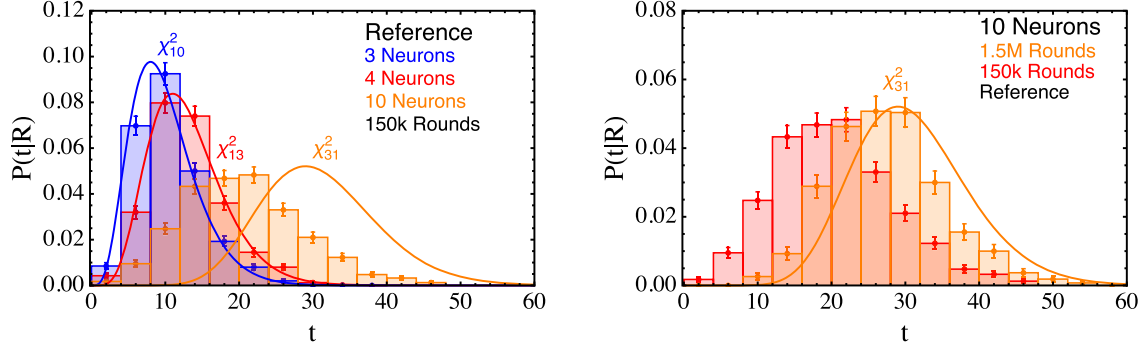 0.12
0.10
0.08
0.06
0.04
0.02
0.00
P(t|R)
0
10
20
30
40
50
60
t
Reference
3 Neurons
4 Neurons
10 Neurons
150k Rounds
χ²₁₀
χ²₁₃
χ²₃₁
0.08
0.06
0.04
0.02
0.00
P(t|R)
0
10
20
30
40
50
60
t
10 Neurons
1.5M Rounds
150k Rounds
Reference
χ²₃₁